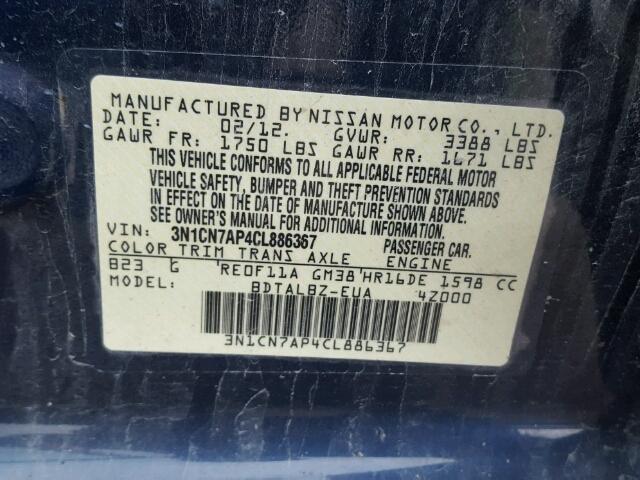 MANUFACTURED BY NISSAN MOTOR CO., LTD.
DATE: 02/12. GVWR: 3388 LBS
GAWR FR: 1750 LBS GAWR RR: 1671 LBS
THIS VEHICLE CONFORMS TO ALL APPLICABLE FEDERAL MOTOR
VEHICLE SAFETY, BUMPER AND THEFT PREVENTION STANDARDS
IN EFFECT ON THE DATE OF MANUFACTURE SHOWN ABOVE.
SEE OWNER'S MANUAL FOR ADDITIONAL INFORMATION.
VIN: 3N1CN7AP4CL886367 PASSENGER CAR.
COLOR TRIM TRANS AXLE ENGINE
B23 G RE0F11A GM38 HR16DE 1598 CC
BDTALBZ-EUA 4Z000
3N1CN7AP4CL886367